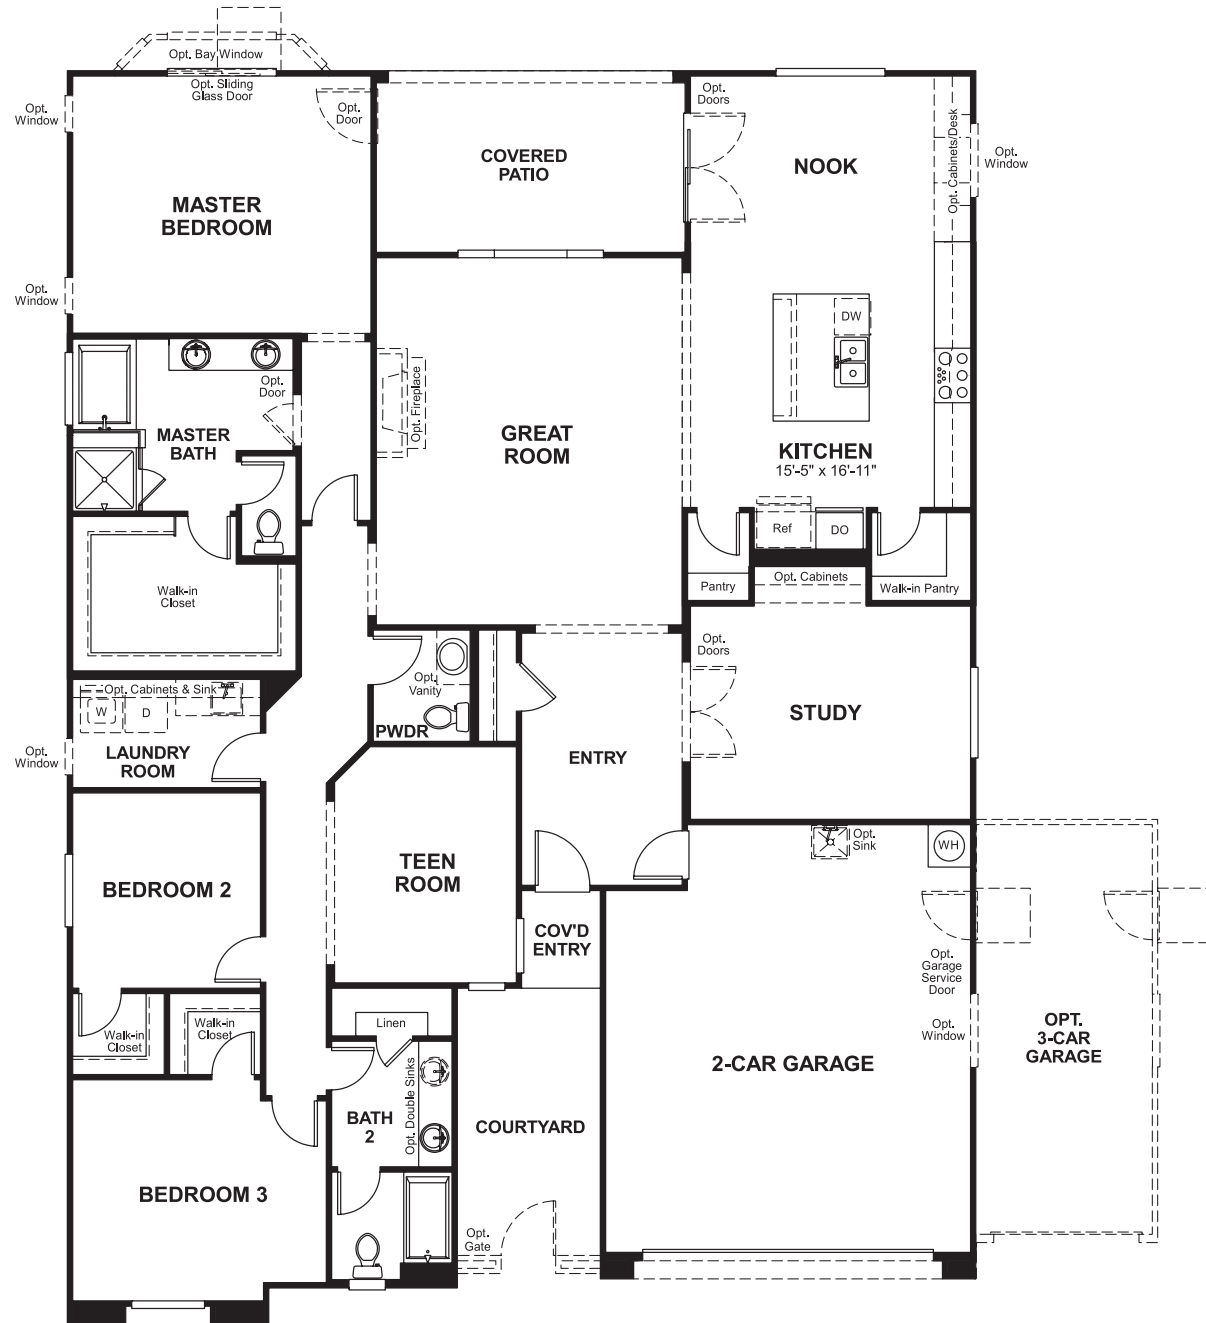 Opt. Bay Window
Opt. Sliding
Glass Door
Opt.
Window
Opt.
Door
Opt.
Doors
COVERED
PATIO
NOOK
Opt. Cabinets/Desk
Opt.
Window
MASTER
BEDROOM
Opt.
Window
DW
Opt.
Door
Opt. Fireplace
MASTER
BATH
GREAT
ROOM
KITCHEN
15'-5" x 16'-11"
Ref
DO
Walk-in
Closet
Pantry
Opt. Cabinets
Walk-in Pantry
Opt.
Doors
Opt.
Vanity
PWDR
Opt. Cabinets & Sink
W
D
STUDY
Opt.
Window
LAUNDRY
ROOM
ENTRY
Opt.
Sink
WH
TEEN
ROOM
BEDROOM 2
COV'D
ENTRY
Opt.
Garage
Service
Door
Opt.
Window
OPT.
3-CAR
GARAGE
Walk-in
Closet
Walk-in
Closet
Linen
2-CAR GARAGE
Opt. Double Sinks
BATH
2
COURTYARD
BEDROOM 3
Opt.
Gate